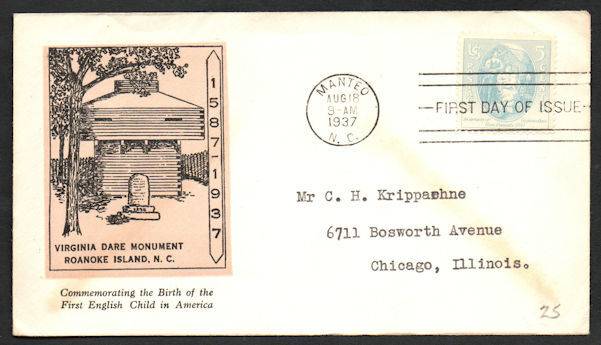 1587-1937
VIRGINIA DARE MONUMENT
ROANOKE ISLAND, N. C.
Commemorating the Birth of the
First English Child in America
MANTEO
AUG 18
9-AM
1937
N. C.
5
FIRST DAY OF ISSUE
Mr C. H. Krippaehne
6711 Bosworth Avenue
Chicago, Illinois.
25